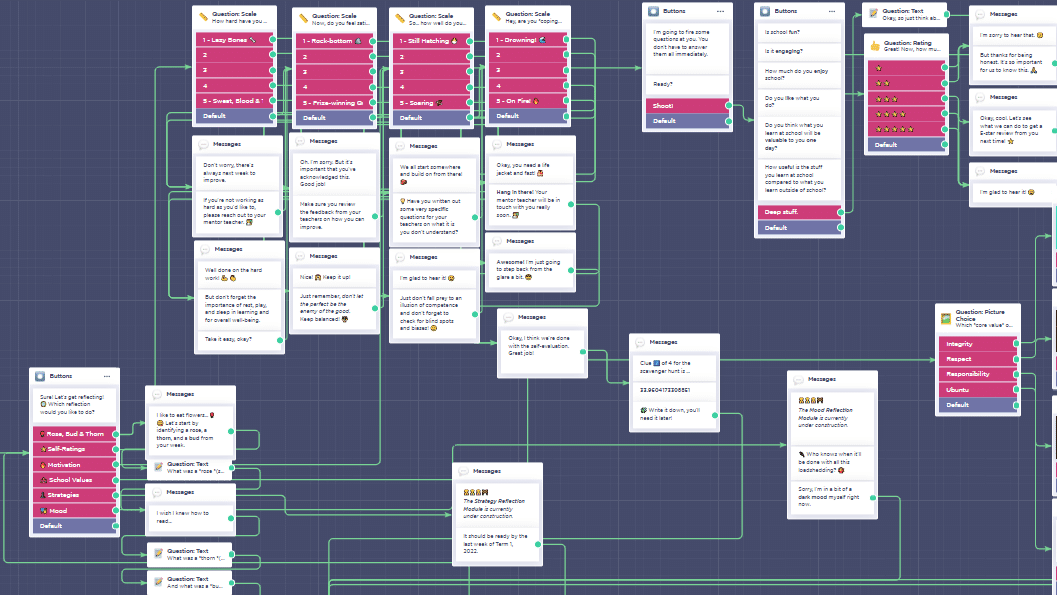 Question: Scale
How hard have you ...
1 - Lazy Bones
2
3
4
5 - Sweat, Blood &
Default
Question: Scale
Now, do you feel sati...
1 - Rock-bottom
2
3
4
5 - Prize-winning
Default
Question: Scale
So, how well do you...
1 - Still Hatching
2
3
4
5 - Soaring
Default
Question: Scale
Hey, are you *coping...
1 - Drowning!
2
3
4
5 - On Fire!
Default
Buttons
I'm going to fire some
questions at you. You
don't have to answer
them all immediately.
Ready?
Shoot!
Default
Buttons
Is school fun?
Is it engaging?
How much do you enjoy
school?
Do you like what you
do?
Do you think what you
learn at school will be
valuable to you one
day?
How useful is the stuff
you learn at school
compared to what you
learn outside of school?
Deep stuff.
Default
Question: Text
Okay, so just think ab...
Question: Rating
Great! Now, how mu...
Default
Messages
I'm sorry to hear that.
But thanks for being
honest. It's so important
for us to know this.
Messages
Okay, cool. Let's see
what we can do to get a
5-star review from you
next time!
Messages
I'm glad to hear it!
Messages
Don't worry, there's
always next week to
improve.
If you're not working as
hard as you'd like to,
please reach out to your
mentor teacher.
Messages
Well done on the hard
work!
But don't forget the
importance of rest, play,
and sleep in learning and
for overall well-being.
Take it easy, okay?
Messages
Oh. I'm sorry. But it's
important that you've
acknowledged this.
Good job!
Make sure you review
the feedback from your
teachers on how you can
improve.
Messages
Nice! Keep it up!
Just remember, don't let
the perfect be the
enemy of the good.
Keep balanced!
Messages
We all start somewhere
and build on from there!
Have you written out
some very specific
questions for your
teachers on what it is
you don't understand?
Messages
I'm glad to hear it!
Just don't fall prey to an
illusion of competence
and don't forget to
check for blind spots
and biases!
Messages
Okay, you need a life
jacket and fast!
Hang in there! Your
mentor teacher will be in
touch with you really
soon.
Messages
Awesome! I'm just going
to step back from the
glare a bit.
Messages
Okay, I think we're done
with the self-evaluation.
Great job!
Messages
Clue of 4 for the
scavenger hunt is ...
Write it down, you'll
need it later!
Question: Picture
Choice
Which "core value" o...
Integrity
Respect
Responsibility
Ubuntu
Default
Messages
The Mood Reflection
Module is currently
under construction.
Who knows when it'll
be done with all this
loadshedding?
Sorry, I'm in a bit of a
dark mood myself right
now.
Buttons
Sure! Let's get reflecting!
Which reflection
would you like to do?
Rose, Bud & Thorn
Self-Ratings
Motivation
School Values
Strategies
Mood
Default
Messages
I like to eat flowers...
Let's start by
identifying a rose, a
thorn, and a bud from
your week.
Question: Text
What was a *rose *(s...
Messages
I wish I knew how to
read...
Question: Text
What was a *thorn *(...
Question: Text
And what was a *bu...
Messages
The Strategy Reflection
Module is currently
under construction.
It should be ready by the
last week of Term 1,
2022.